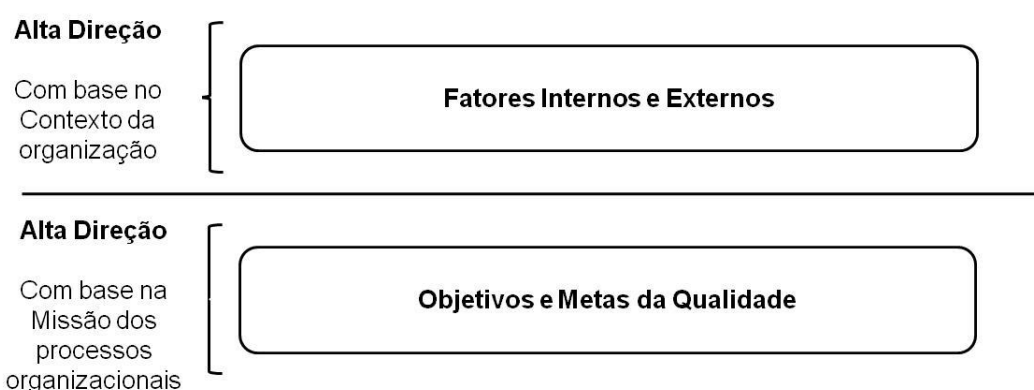 Alta Direção
Com base no
Contexto da
organização
Fatores Internos e Externos
Alta Direção
Com base na
Missão dos
processos
organizacionais
Objetivos e Metas da Qualidade